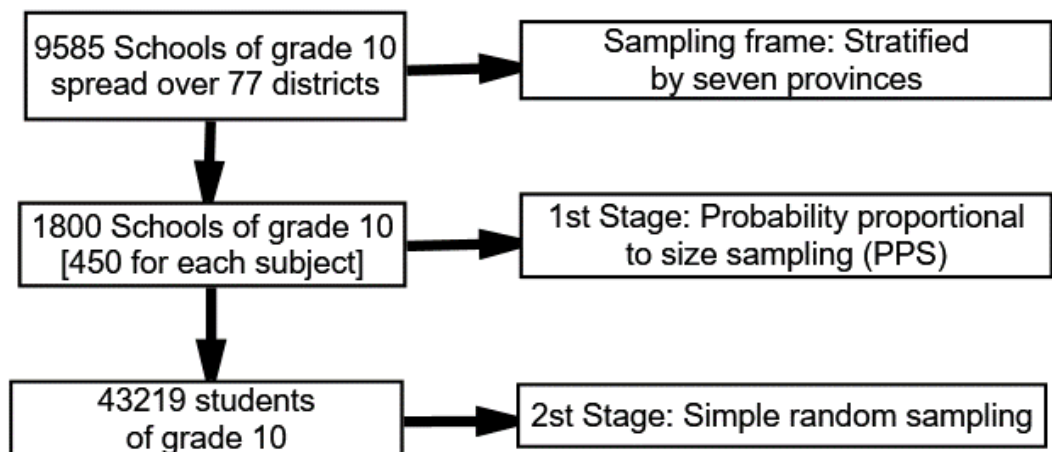 9585 Schools of grade 10
spread over 77 districts
Sampling frame: Stratified
by seven provinces
1800 Schools of grade 10
[450 for each subject]
1st Stage: Probability proportional
to size sampling (PPS)
43219 students
of grade 10
2st Stage: Simple random sampling